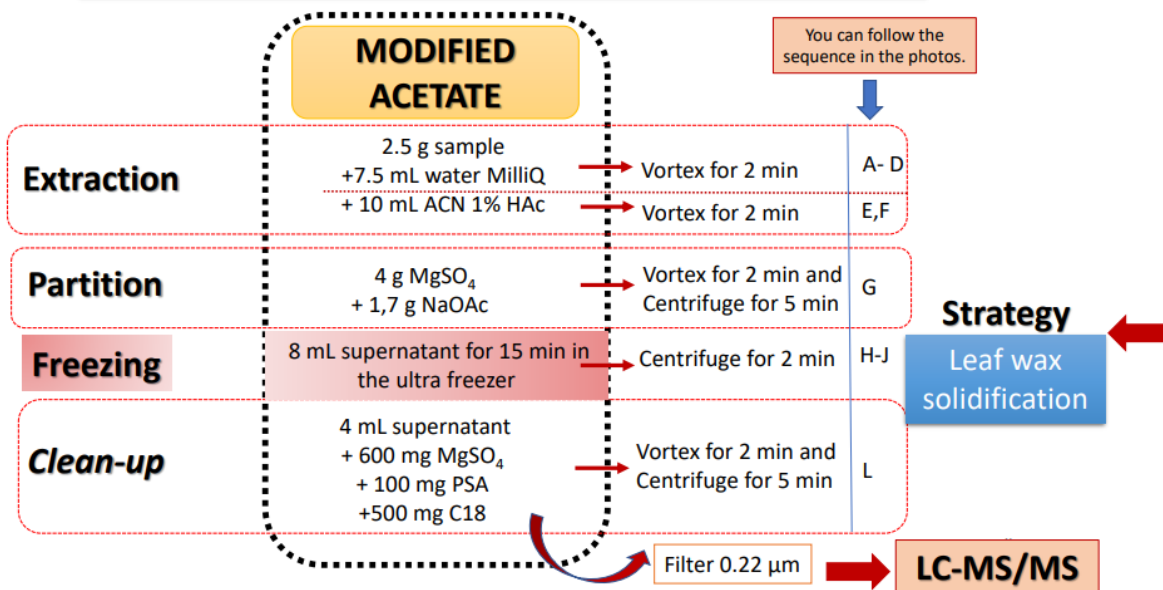 You can follow the
sequence in the photos.
MODIFIED
ACETATE
Extraction
2.5 g sample
+7.5 mL water MilliQ
Vortex for 2 min
A- D
+ 10 mL ACN 1% HAc
Vortex for 2 min
E,F
Partition
4 g MgSO₄
+ 1,7 g NaOAc
Vortex for 2 min and
Centrifuge for 5 min
G
Freezing
8 mL supernatant for 15 min in
the ultra freezer
Centrifuge for 2 min
H-J
Strategy
Leaf wax
solidification
Clean-up
4 mL supernatant
+ 600 mg MgSO₄
+ 100 mg PSA
+500 mg C18
Vortex for 2 min and
Centrifuge for 5 min
L
Filter 0.22 µm
LC-MS/MS